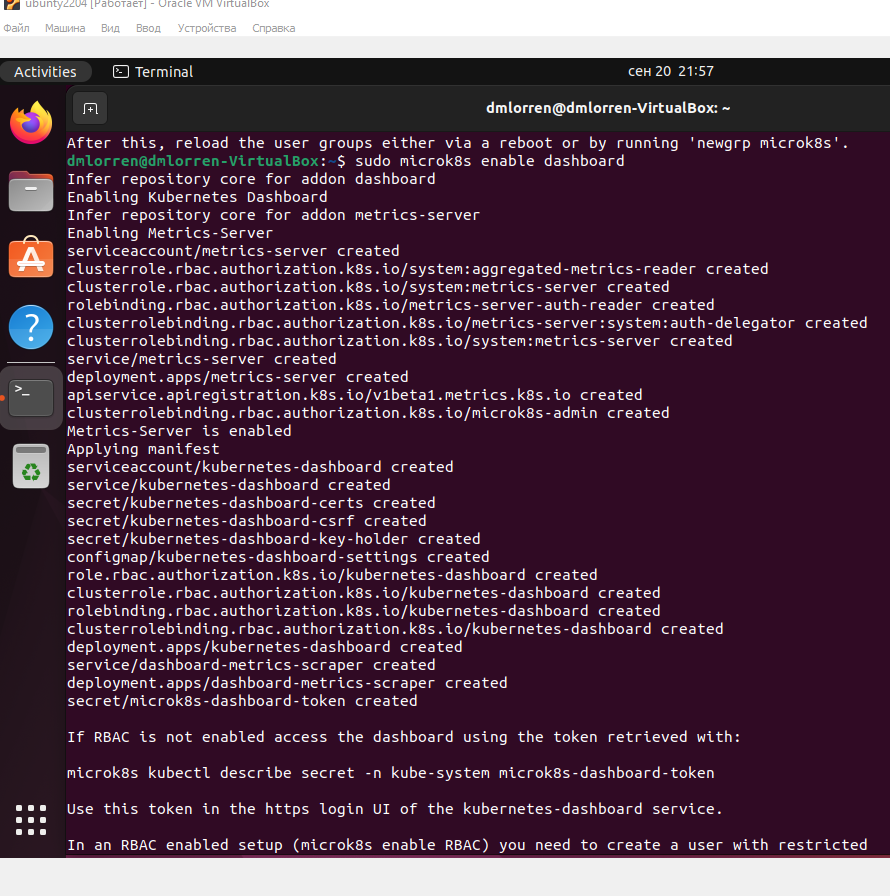 ubunty2204 [Работает] - Oracle VM VirtualBox
Файл Машина Вид Ввод Устройства Справка
Activities Terminal сен 20 21:57
dmlorren@dmlorren-VirtualBox: ~
After this, reload the user groups either via a reboot or by running 'newgrp microk8s'.
dmlorren@dmlorren-VirtualBox:~$ sudo microk8s enable dashboard
Infer repository core for addon dashboard
Enabling Kubernetes Dashboard
Infer repository core for addon metrics-server
Enabling Metrics-Server
serviceaccount/metrics-server created
clusterrole.rbac.authorization.k8s.io/system:aggregated-metrics-reader created
clusterrole.rbac.authorization.k8s.io/system:metrics-server created
rolebinding.rbac.authorization.k8s.io/metrics-server-auth-reader created
clusterrolebinding.rbac.authorization.k8s.io/metrics-server:system:auth-delegator created
clusterrolebinding.rbac.authorization.k8s.io/system:metrics-server created
service/metrics-server created
deployment.apps/metrics-server created
apiservice.apiregistration.k8s.io/v1beta1.metrics.k8s.io created
clusterrolebinding.rbac.authorization.k8s.io/microk8s-admin created
Metrics-Server is enabled
Applying manifest
serviceaccount/kubernetes-dashboard created
service/kubernetes-dashboard created
secret/kubernetes-dashboard-certs created
secret/kubernetes-dashboard-csrf created
secret/kubernetes-dashboard-key-holder created
configmap/kubernetes-dashboard-settings created
role.rbac.authorization.k8s.io/kubernetes-dashboard created
clusterrole.rbac.authorization.k8s.io/kubernetes-dashboard created
rolebinding.rbac.authorization.k8s.io/kubernetes-dashboard created
clusterrolebinding.rbac.authorization.k8s.io/kubernetes-dashboard created
deployment.apps/kubernetes-dashboard created
service/dashboard-metrics-scraper created
deployment.apps/dashboard-metrics-scraper created
secret/microk8s-dashboard-token created
If RBAC is not enabled access the dashboard using the token retrieved with:
microk8s kubectl describe secret -n kube-system microk8s-dashboard-token
Use this token in the https login UI of the kubernetes-dashboard service.
In an RBAC enabled setup (microk8s enable RBAC) you need to create a user with restricted